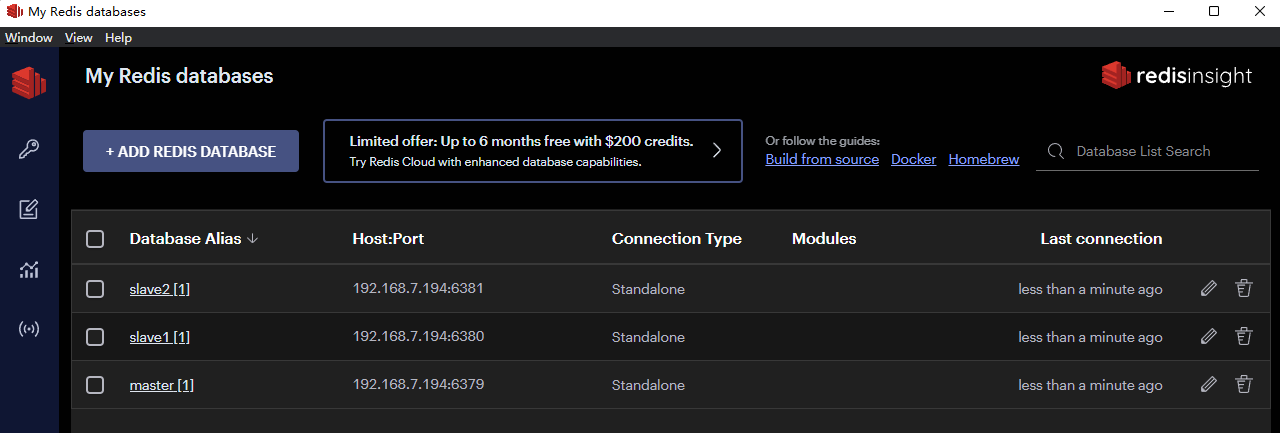 My Redis databases
Window View Help
My Redis databases
redisinsight
+ ADD REDIS DATABASE
Limited offer: Up to 6 months free with $200 credits.
Try Redis Cloud with enhanced database capabilities.
Or follow the guides:
Build from source Docker Homebrew
Database List Search
Database Alias Host:Port Connection Type Modules Last connection
slave2 [1] 192.168.7.194:6381 Standalone less than a minute ago
slave1 [1] 192.168.7.194:6380 Standalone less than a minute ago
master [1] 192.168.7.194:6379 Standalone less than a minute ago